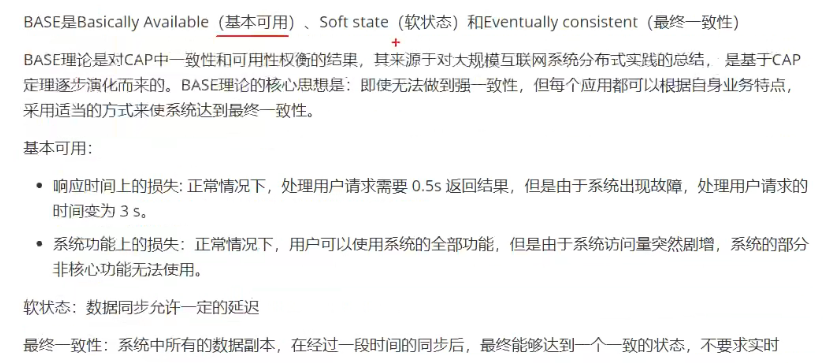 BASE是Basically Available（基本可用）、Soft state（软状态）和Eventually consistent（最终一致性）
BASE理论是对CAP中一致性和可用性权衡的结果，其来源于对大规模互联网系统分布式实践的总结，是基于CAP
定理逐步演化而来的。BASE理论的核心思想是：即使无法做到强一致性，但每个应用都可以根据自身业务特点，
采用适当的方式来使系统达到最终一致性。
基本可用：
• 响应时间上的损失: 正常情况下，处理用户请求需要 0.5s 返回结果，但是由于系统出现故障，处理用户请求的
时间变为 3 s。
• 系统功能上的损失：正常情况下，用户可以使用系统的全部功能，但是由于系统访问量突然剧增，系统的部分
非核心功能无法使用。
软状态：数据同步允许一定的延迟
最终一致性：系统中所有的数据副本，在经过一段时间的同步后，最终能够达到一个一致的状态，不要求实时